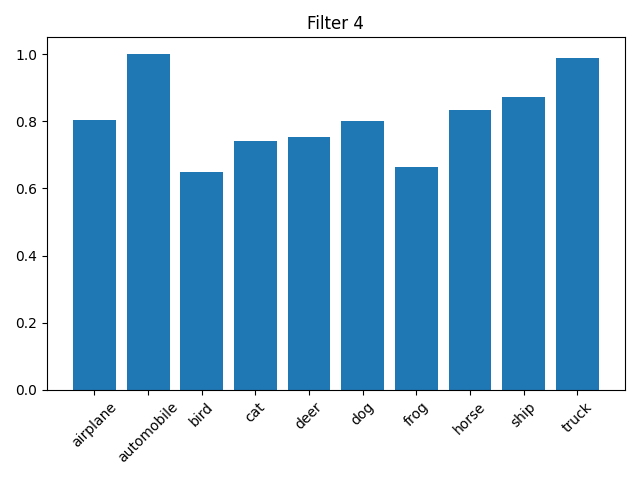 Filter 4
1.0
0.8
0.6
0.4
0.2
0.0
airplane
automobile
bird
cat
deer
dog
frog
horse
ship
truck